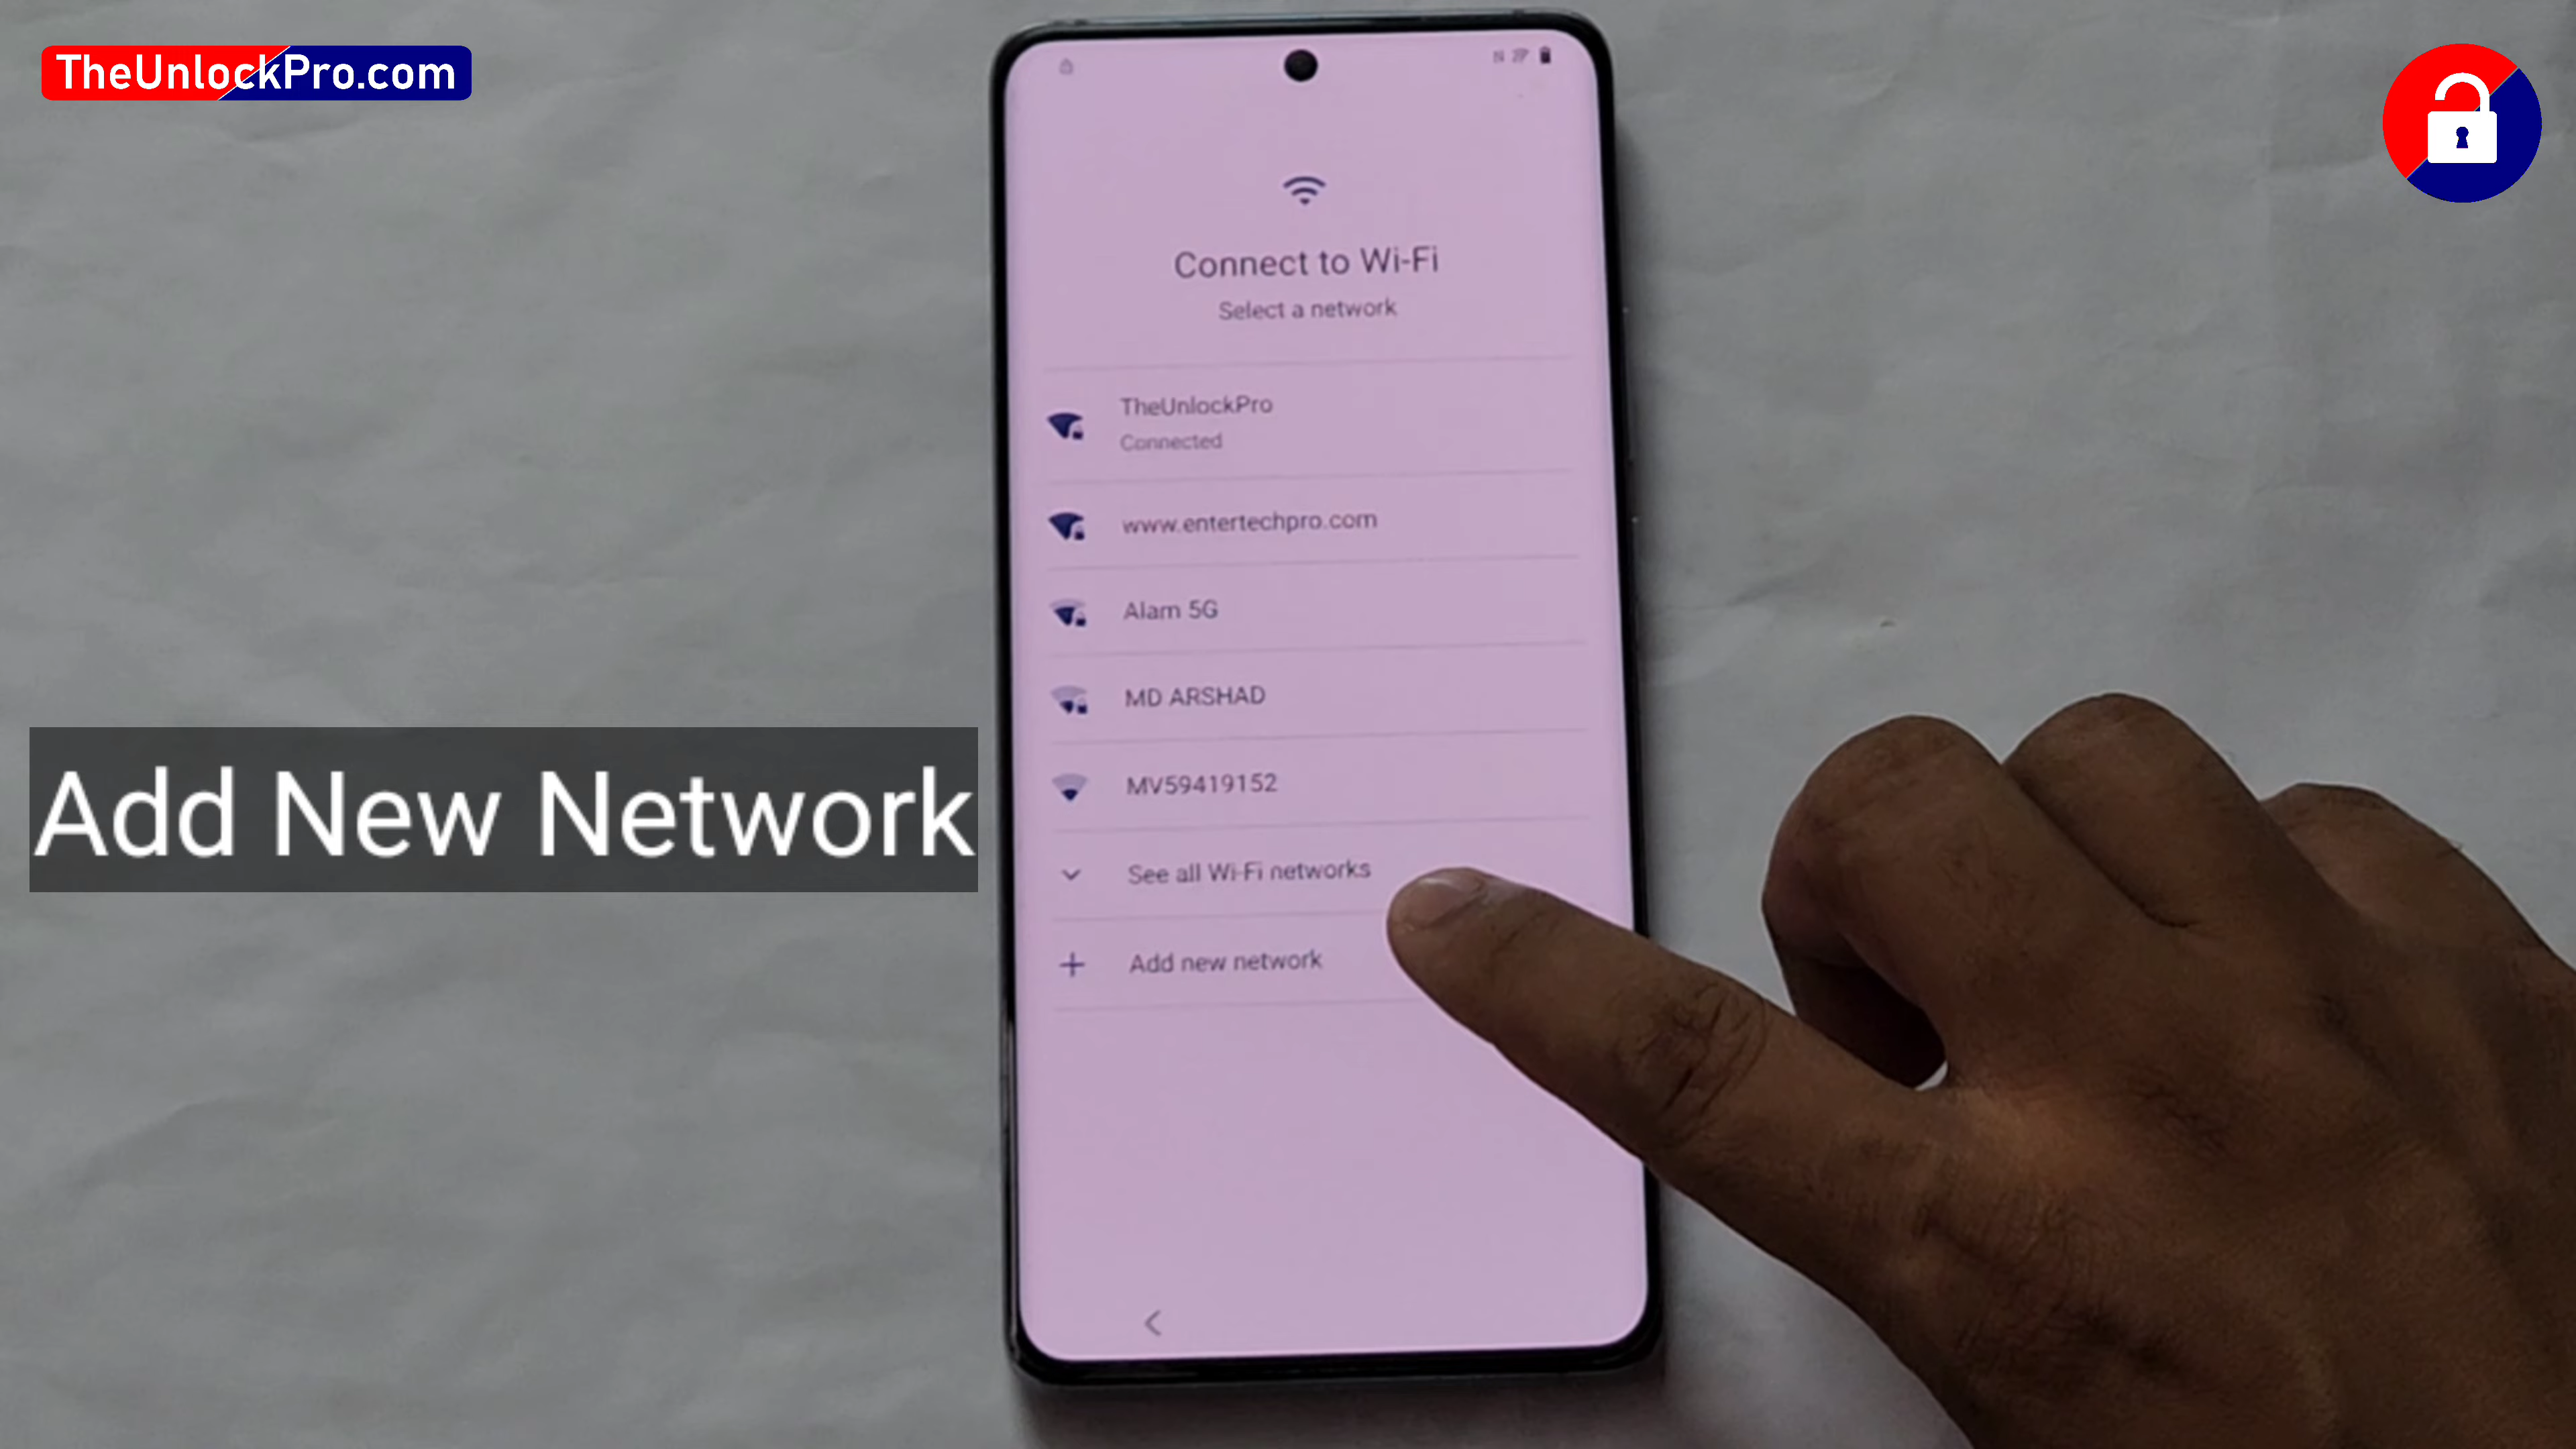 TheUnlockPro.com
Connect to Wi-Fi
Select a network
TheUnlockPro
Connected
www.entertechpro.com
Alam 5G
MD ARSHAD
MV59419152
See all Wi-Fi networks
Add new network
Add New Network